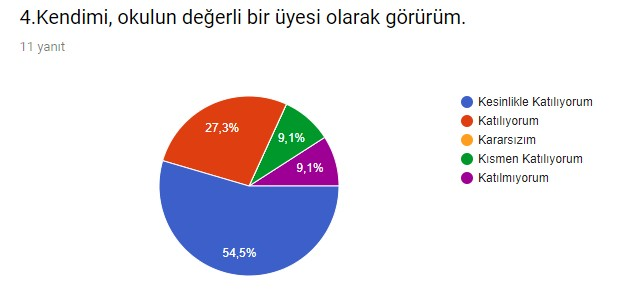 4.Kendimi, okulun değerli bir üyesi olarak görürüm.
11 yanıt
Kesinlikle Katılıyorum
Katılıyorum
Kararsızım
Kısmen Katılıyorum
Katılmıyorum
27,3%
9,1%
9,1%
54,5%